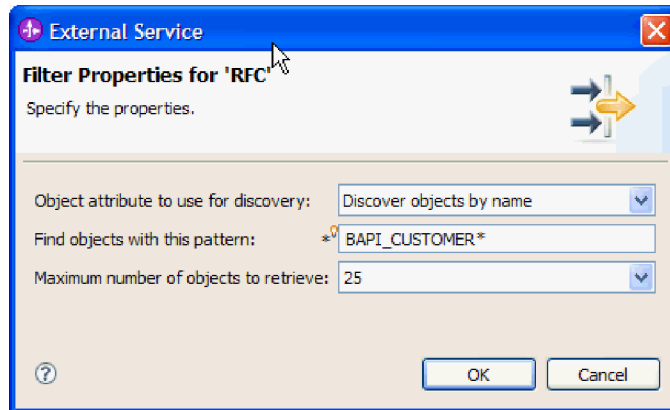 External Service
Filter Properties for 'RFC'
Specify the properties.
Object attribute to use for discovery: Discover objects by name
Find objects with this pattern: * BAPI_CUSTOMER*
Maximum number of objects to retrieve: 25
? OK Cancel